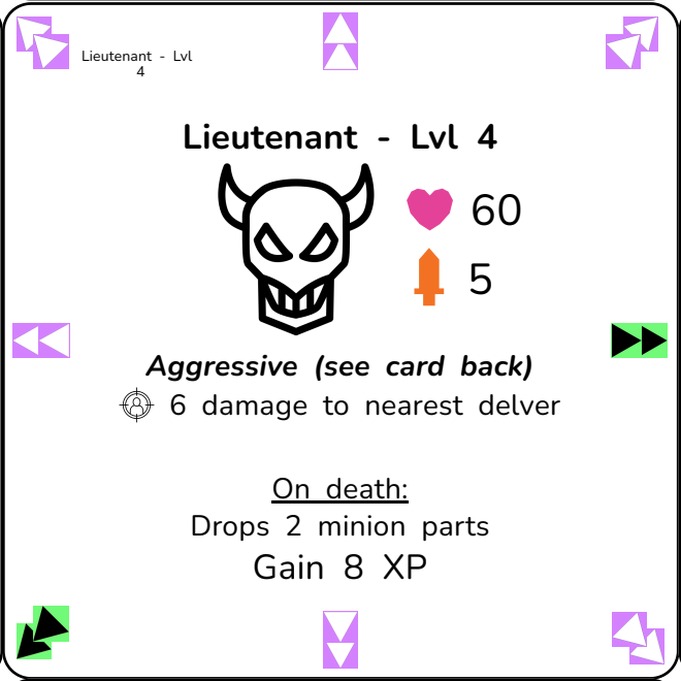 Lieutenant - Lvl
4
Lieutenant - Lvl 4
60
5
Aggressive (see card back)
6 damage to nearest delver
On death:
Drops 2 minion parts
Gain 8 XP